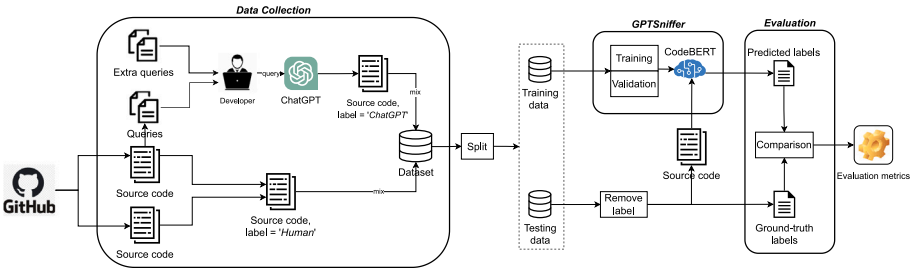 Data Collection
GPTSniffer
Evaluation
Extra queries
Developer
query
ChatGPT
Source code,
label = 'ChatGPT'
mix
Queries
GitHub
Source code
Source code
Source code,
label = 'Human'
mix
Dataset
Split
Training
data
Testing
data
Training
Validation
CodeBERT
Source code
Remove
label
Predicted labels
Comparison
Ground-truth
labels
Evaluation metrics